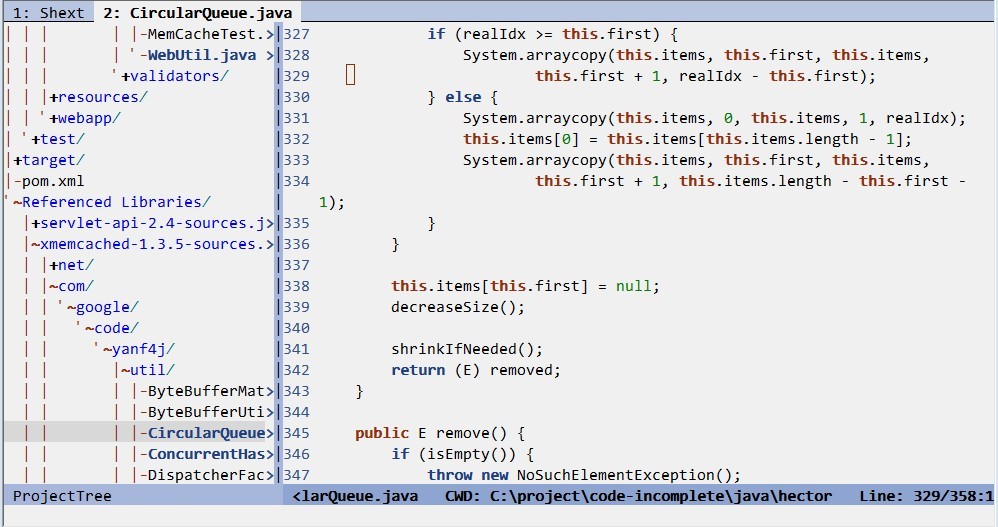 1: Shext 2: CircularQueue.java
| | | | |-MemCacheTest.>
| | | | '-WebUtil.java >
| | | '+validators/
| | |+resources/
| | '+webapp/
| '+test/
|+target/
|-pom.xml
'~Referenced Libraries/
|+servlet-api-2.4-sources.j>
|~xmemcached-1.3.5-sources.>
| |+net/
| |~com/
| | '~google/
| | '~code/
| | '~yanf4j/
| | |~util/
| | | |-ByteBufferMat>
| | | |-ByteBufferUti>
| | | |-CircularQueue>
| | | |-ConcurrentHas>
| | | |-DispatcherFac>
ProjectTree
327 if (realIdx >= this.first) {
328 System.arraycopy(this.items, this.first, this.items,
329 this.first + 1, realIdx - this.first);
330 } else {
331 System.arraycopy(this.items, 0, this.items, 1, realIdx);
332 this.items[0] = this.items[this.items.length - 1];
333 System.arraycopy(this.items, this.first, this.items,
334 this.first + 1, this.items.length - this.first -
1);
335 }
336 }
337
338 this.items[this.first] = null;
339 decreaseSize();
340
341 shrinkIfNeeded();
342 return (E) removed;
343 }
344
345 public E remove() {
346 if (isEmpty()) {
347 throw new NoSuchElementException();
<larQueue.java CWD: C:\project\code-incomplete\java\hector Line: 329/358:1